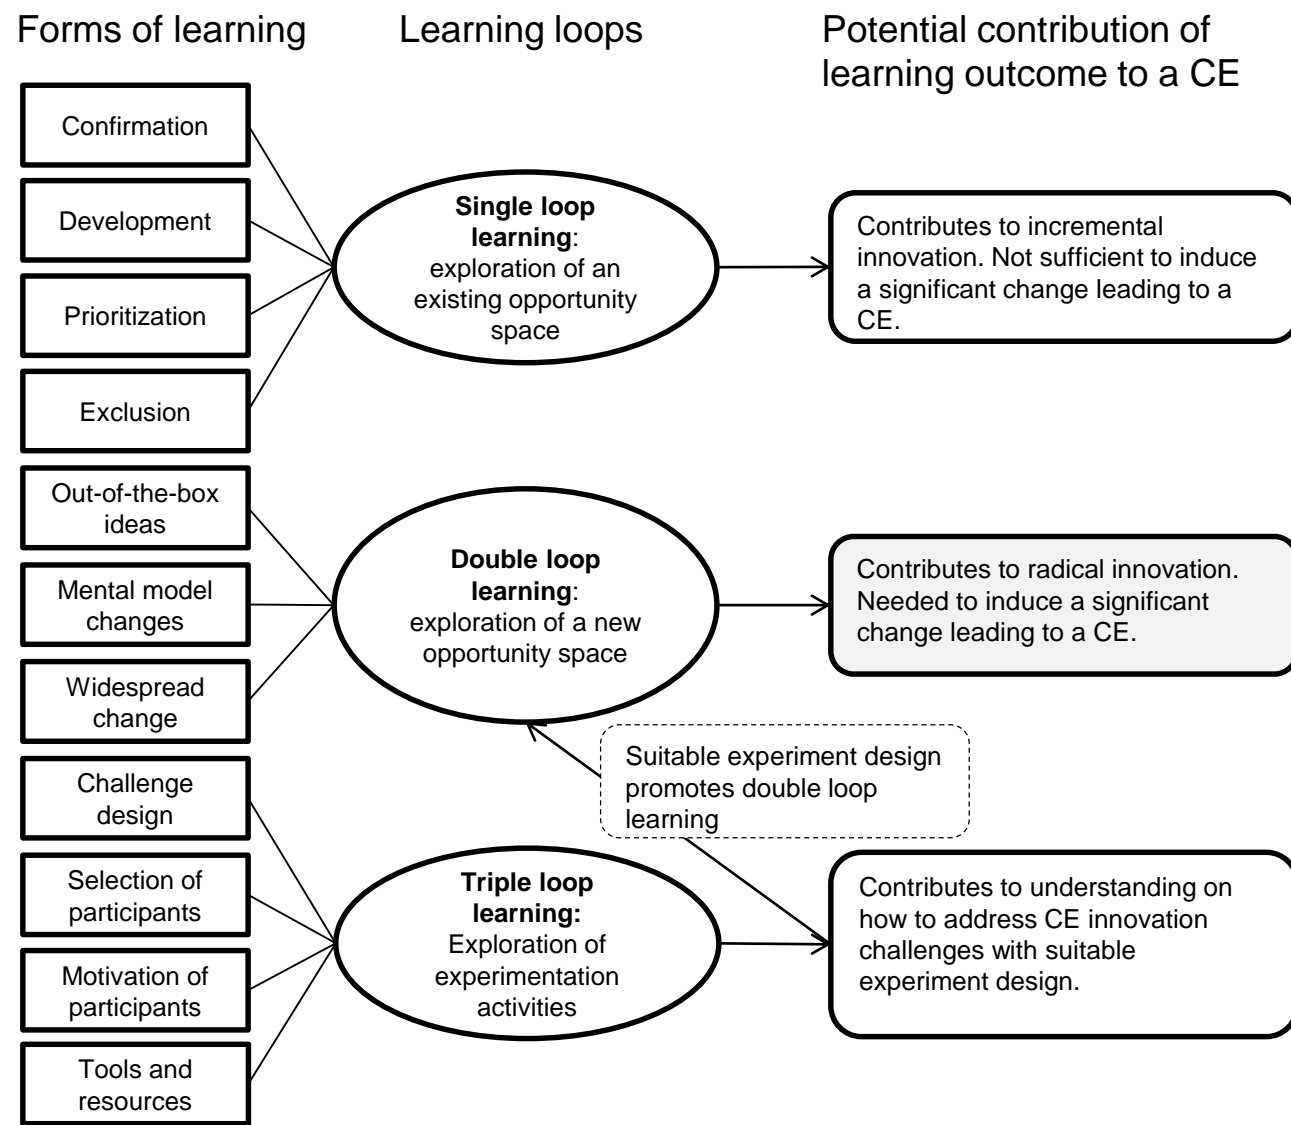 Forms of learning
Learning loops
Potential contribution of
learning outcome to a CE
Confirmation
Development
Prioritization
Exclusion
Single loop
learning:
exploration of an
existing opportunity
space
Contributes to incremental
innovation. Not sufficient to induce
a significant change leading to a
CE.
Out-of-the-box
ideas
Mental model
changes
Widespread
change
Double loop
learning:
exploration of a new
opportunity space
Contributes to radical innovation.
Needed to induce a significant
change leading to a CE.
Suitable experiment design
promotes double loop
learning
Challenge
design
Selection of
participants
Motivation of
participants
Tools and
resources
Triple loop
learning:
Exploration of
experimentation
activities
Contributes to understanding on
how to address CE innovation
challenges with suitable
experiment design.